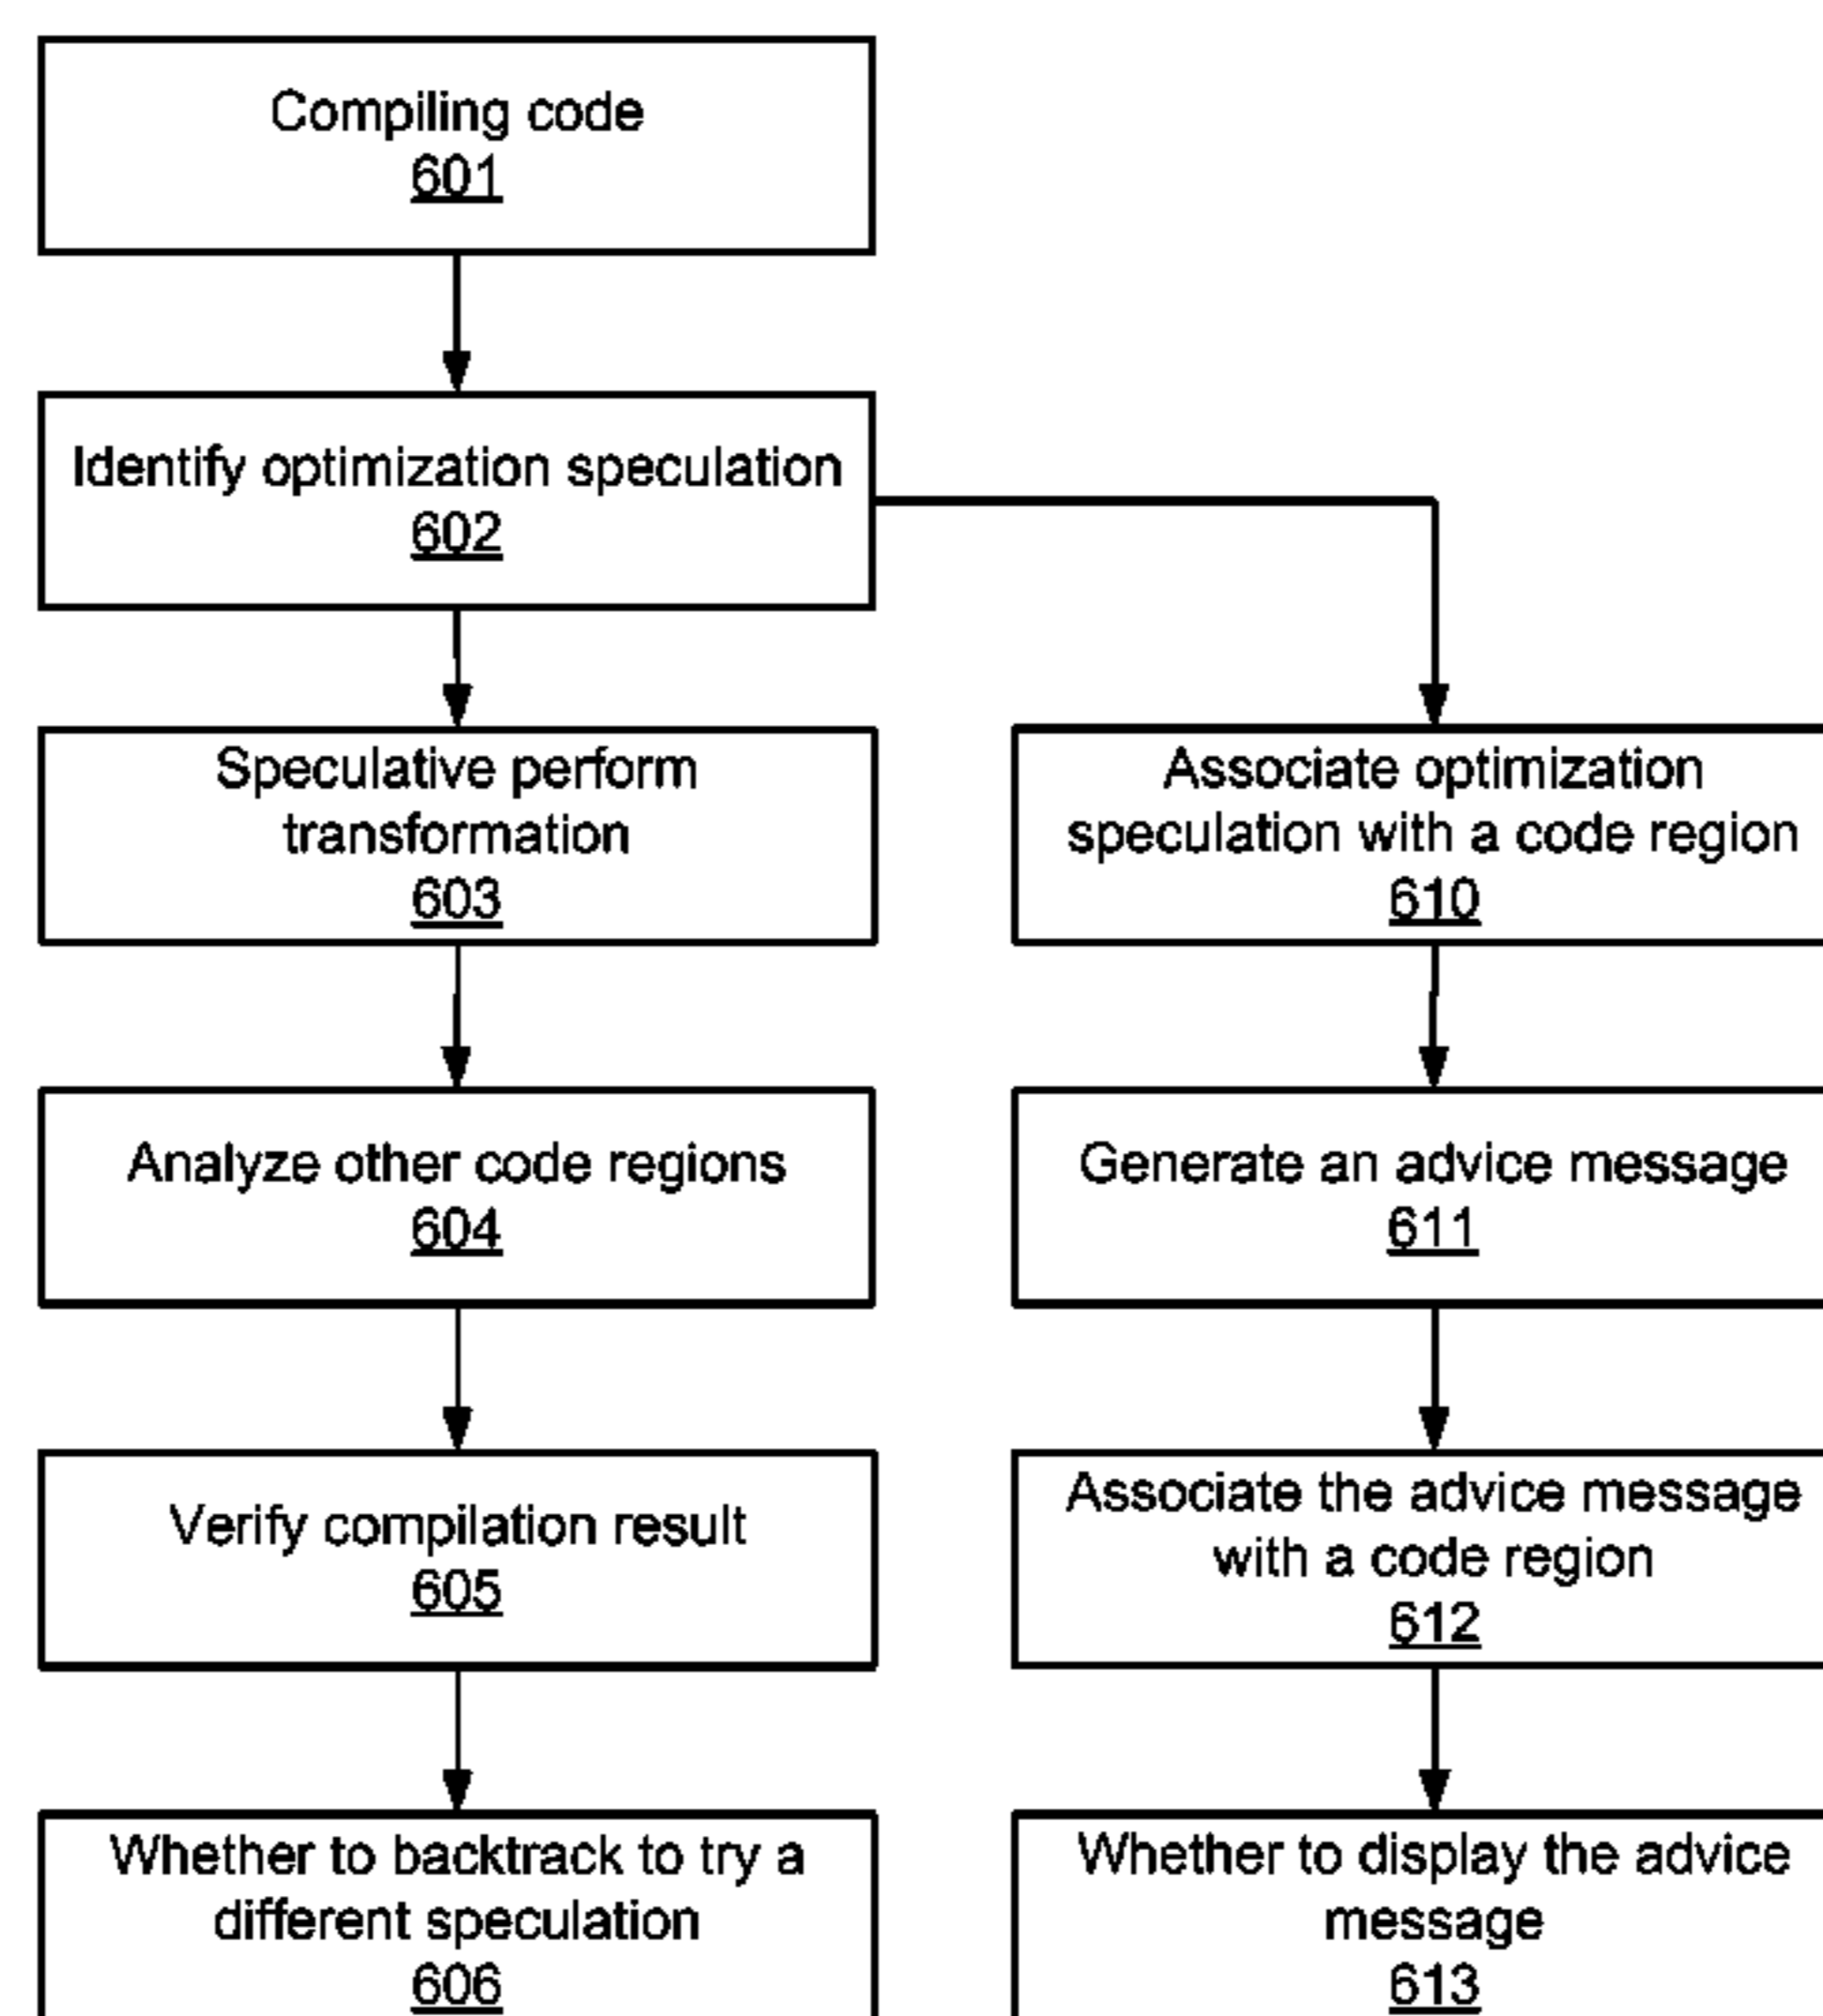 Compiling code
601
Identify optimization speculation
602
Speculative perform
transformation
603
Analyze other code regions
604
Verify compilation result
605
Whether to backtrack to try a
different speculation
606
Associate optimization
speculation with a code region
610
Generate an advice message
611
Associate the advice message
with a code region
612
Whether to display the advice
message
613